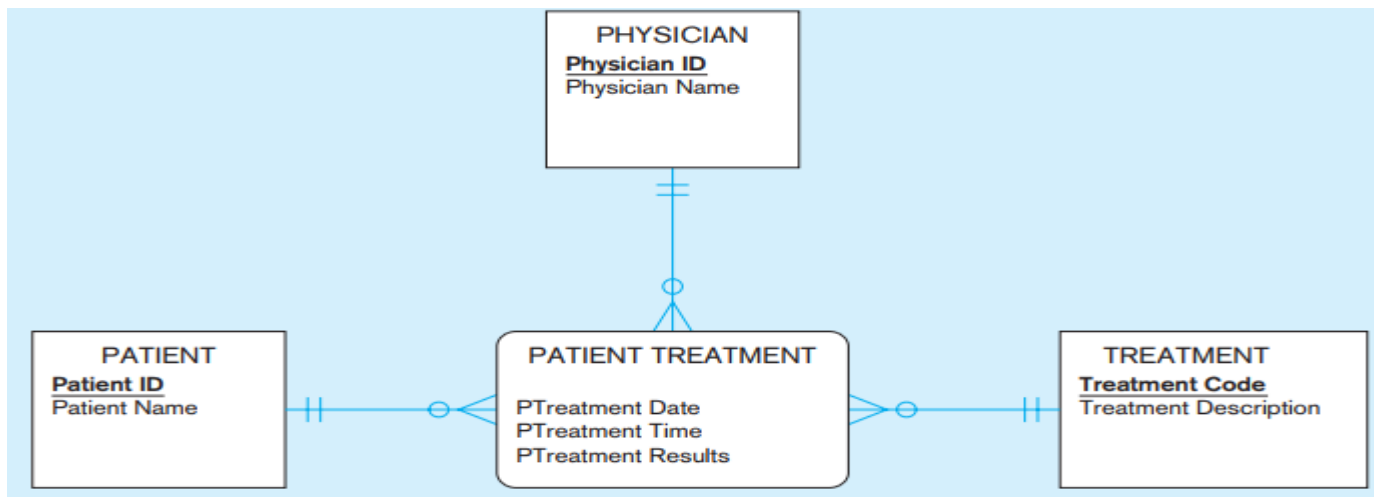 PHYSICIAN
Physician ID
Physician Name
PATIENT
Patient ID
Patient Name
PATIENT TREATMENT
PTreatment Date
PTreatment Time
PTreatment Results
TREATMENT
Treatment Code
Treatment Description